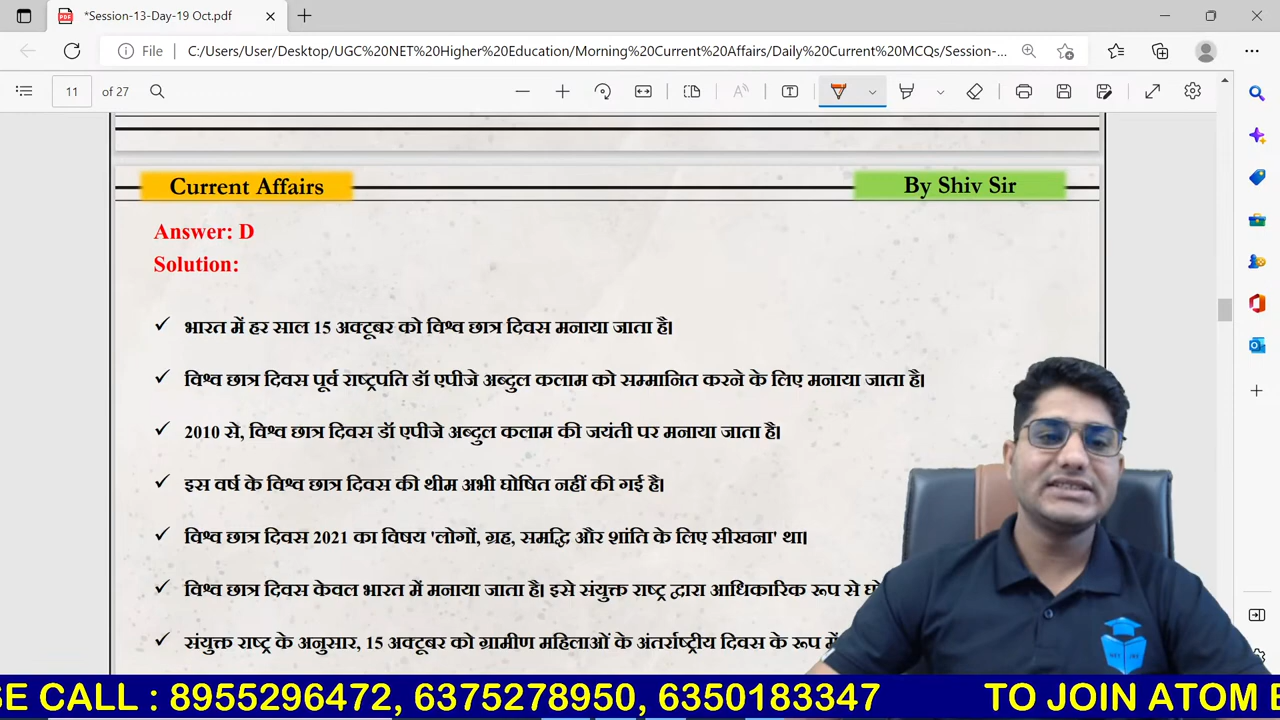 *Session-13-Day-19 Oct.pdf
File
C:/Users/User/Desktop/UGC%20NET%20Higher%20Education/Morning%20Current%20Affairs/Daily%20Current%20MCQs/Session-...
11 of 27
Current Affairs
By Shiv Sir
Answer: D
Solution:
✓ भारत में हर साल 15 अक्टूबर को विश्व छात्र दिवस मनाया जाता है।
✓ विश्व छात्र दिवस पूर्व राष्ट्रपति डॉ एपीजे अब्दुल कलाम को सम्मानित करने के लिए मनाया जाता है।
✓ 2010 से, विश्व छात्र दिवस डॉ एपीजे अब्दुल कलाम की जयंती पर मनाया जाता है।
✓ इस वर्ष के विश्व छात्र दिवस की थीम अभी घोषित नहीं की गई है।
✓ विश्व छात्र दिवस 2021 का विषय 'लोगों, ग्रह, समद्धि और शांति के लिए सीखना' था।
✓ विश्व छात्र दिवस केवल भारत में मनाया जाता है। इसे संयुक्त राष्ट्र द्वारा आधिकारिक रूप से
✓ संयुक्त राष्ट्र के अनुसार, 15 अक्टूबर को ग्रामीण महिलाओं के अंतर्राष्ट्रीय दिवस के रूप में
SE CALL : 8955296472, 6375278950, 6350183347 TO JOIN ATOM